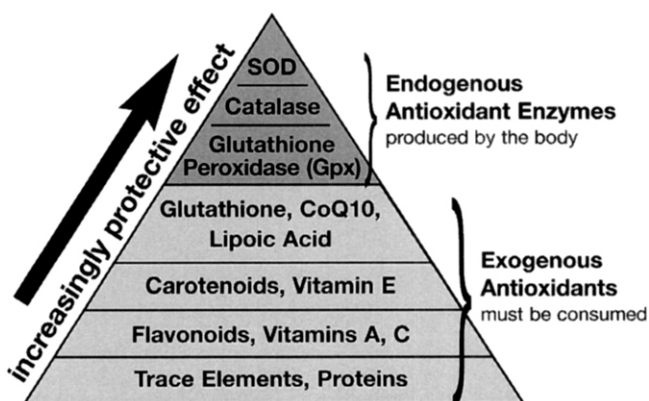 increasingly protective effect
SOD
Catalase
Glutathione
Peroxidase (Gpx)
Glutathione, CoQ10,
Lipoic Acid
Carotenoids, Vitamin E
Flavonoids, Vitamins A, C
Trace Elements, Proteins
Endogenous
Antioxidant Enzymes
produced by the body
Exogenous
Antioxidants
must be consumed